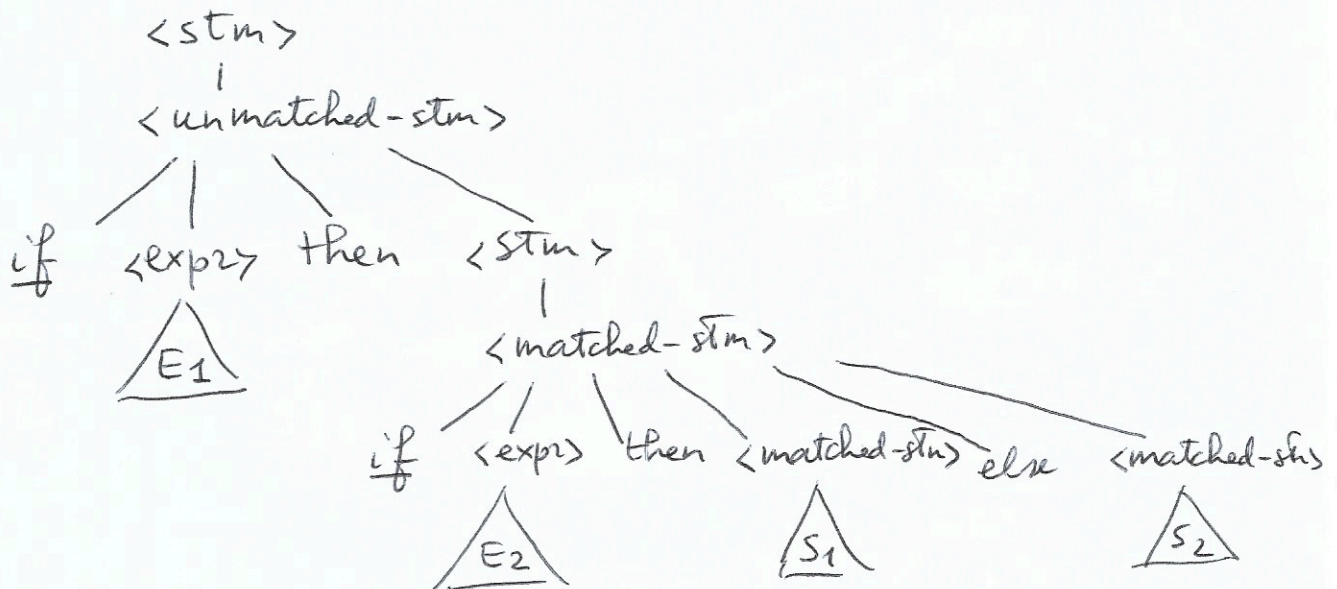 <stm>
<unmatched-stm>
if <expr> then <stm>
E1
<matched-stm>
if <expr> then <matched-stm> else <matched-stm>
E2 S1 S2